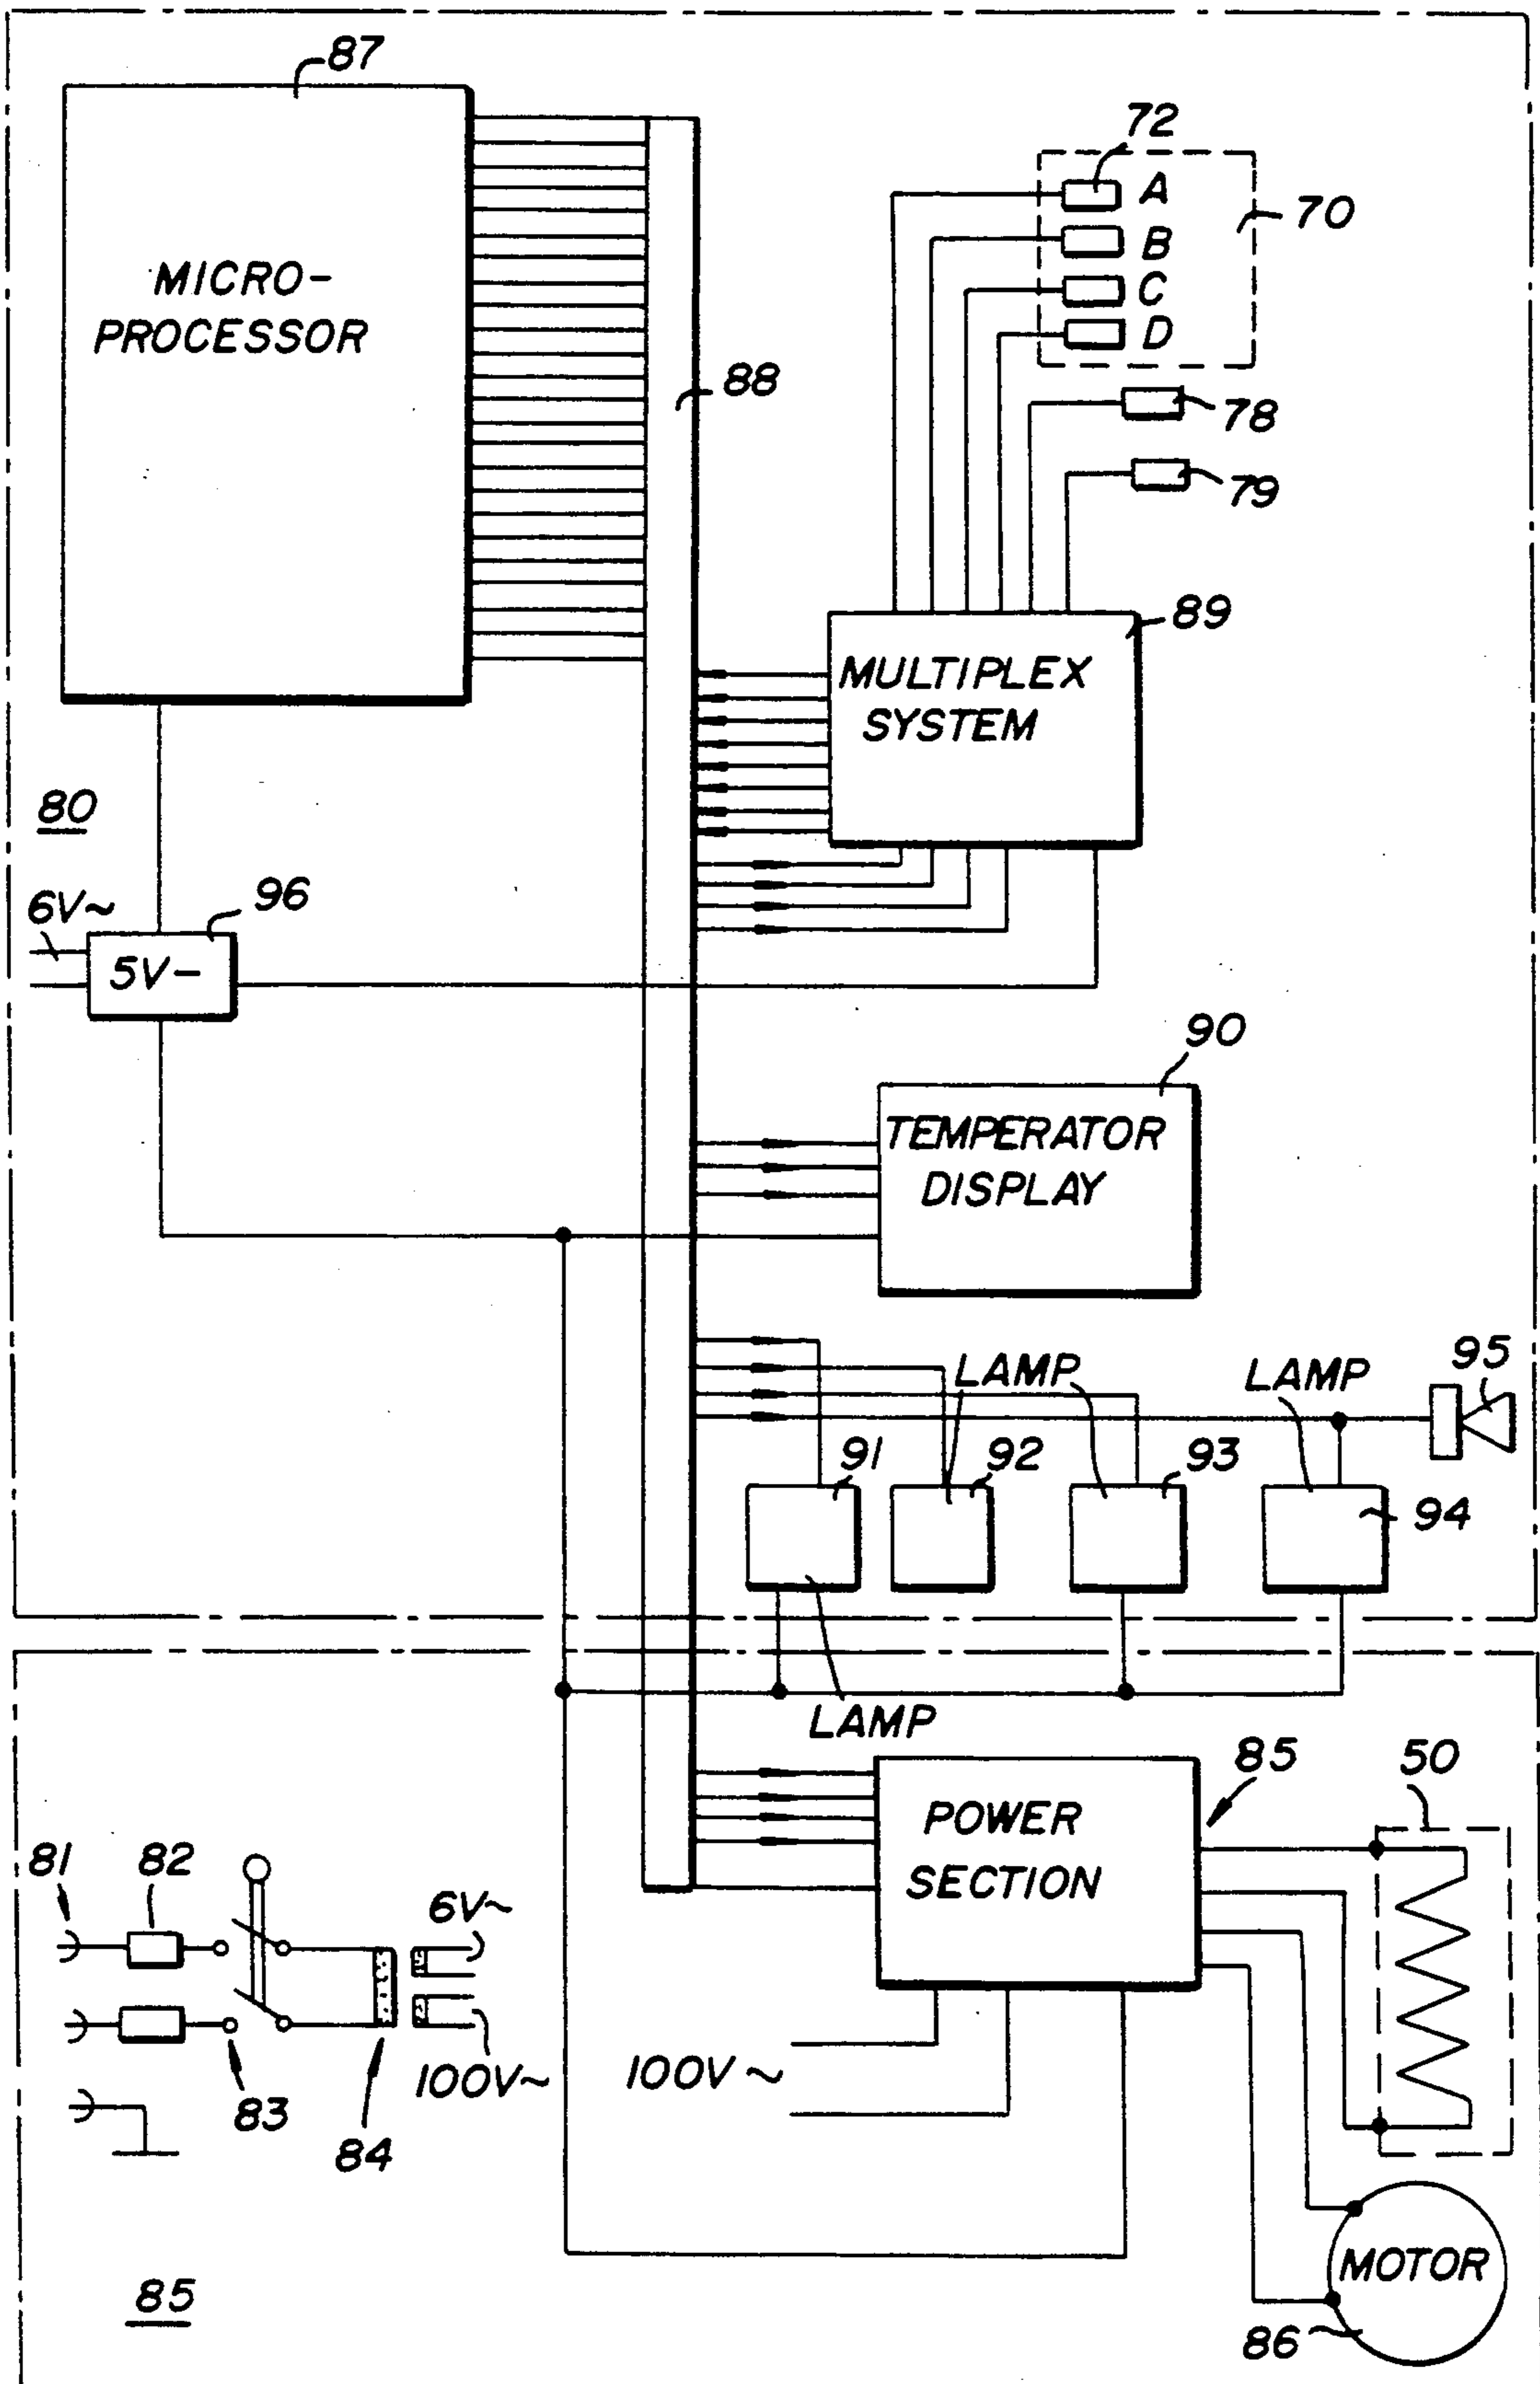 87
MICRO-
PROCESSOR
72
A
B
C
D
70
78
79
88
89
MULTIPLEX
SYSTEM
80
6V~
96
5V-
90
TEMPERATOR
DISPLAY
LAMP
LAMP
95
91
92
93
94
LAMP
85
50
POWER
SECTION
81
82
6V~
100V~
100V~
83
84
MOTOR
86
85